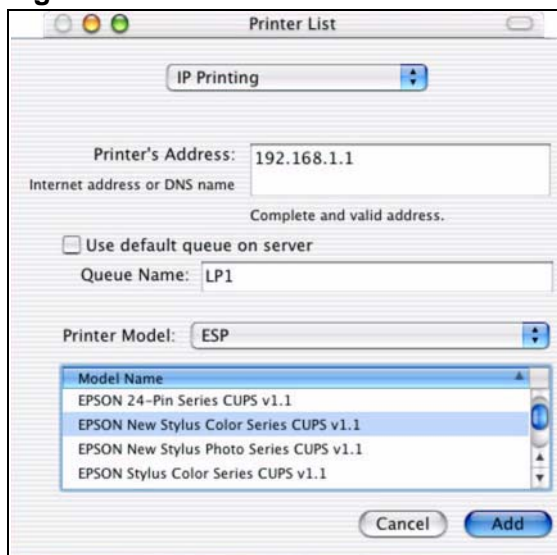 Printer List
IP Printing
Printer's Address: 192.168.1.1
Internet address or DNS name
Complete and valid address.
Use default queue on server
Queue Name: LP1
Printer Model: ESP
Model Name
EPSON 24-Pin Series CUPS v1.1
EPSON New Stylus Color Series CUPS v1.1
EPSON New Stylus Photo Series CUPS v1.1
EPSON Stylus Color Series CUPS v1.1
Cancel Add